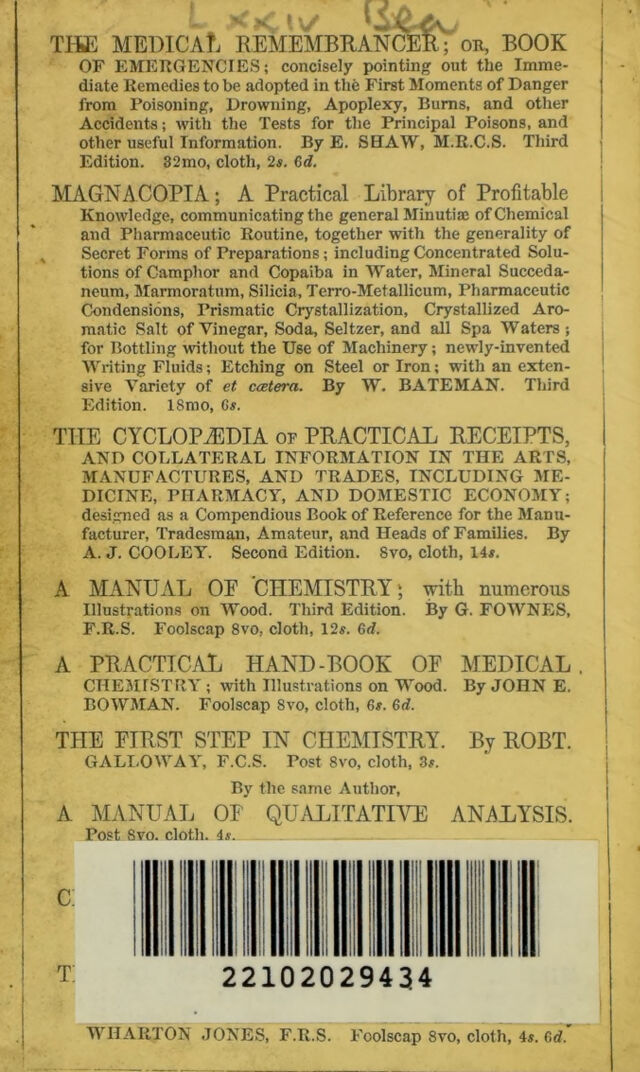 Lxxiv Bea
THE MEDICAL REMEMBRANCER; OR, BOOK
OF EMERGENCIES; concisely pointing out the Imme-
diate Remedies to be adopted in the First Moments of Danger
from Poisoning, Drowning, Apoplexy, Burns, and other
Accidents; with the Tests for the Principal Poisons, and
other useful Information. By E. SHAW, M.R.C.S. Third
Edition. 32mo, cloth, 2s. 6d.
MAGNACOPIA; A Practical Library of Profitable
Knowledge, communicating the general Minutiæ of Chemical
and Pharmaceutic Routine, together with the generality of
Secret Forms of Preparations; including Concentrated Solu-
tions of Camphor and Copaiba in Water, Mineral Succeda-
neum, Marmoratum, Silicia, Terro-Metallicum, Pharmaceutic
Condensions, Prismatic Crystallization, Crystallized Aro-
matic Salt of Vinegar, Soda, Seltzer, and all Spa Waters;
for Bottling without the Use of Machinery; newly-invented
Writing Fluids; Etching on Steel or Iron; with an exten-
sive Variety of et cætera. By W. BATEMAN. Third
Edition. 18mo, 6s.
THE CYCLOPÆDIA OF PRACTICAL RECEIPTS,
AND COLLATERAL INFORMATION IN THE ARTS,
MANUFACTURES, AND TRADES, INCLUDING ME-
DICINE, PHARMACY, AND DOMESTIC ECONOMY;
designed as a Compendious Book of Reference for the Manu-
facturer, Tradesman, Amateur, and Heads of Families. By
A. J. COOLEY. Second Edition. 8vo, cloth, 14s.
A MANUAL OF CHEMISTRY; with numerous
Illustrations on Wood. Third Edition. By G. FOWNES,
F.R.S. Foolscap 8vo, cloth, 12s. 6d.
A PRACTICAL HAND-BOOK OF MEDICAL
CHEMISTRY; with Illustrations on Wood. By JOHN E.
BOWMAN. Foolscap 8vo, cloth, 6s. 6d.
THE FIRST STEP IN CHEMISTRY. By ROBT.
GALLOWAY, F.C.S. Post 8vo, cloth, 3s.
By the same Author,
A MANUAL OF QUALITATIVE ANALYSIS.
Post 8vo. cloth. 4s.
22102029434
WHARTON JONES, F.R.S. Foolscap 8vo, cloth, 4s. 6d.